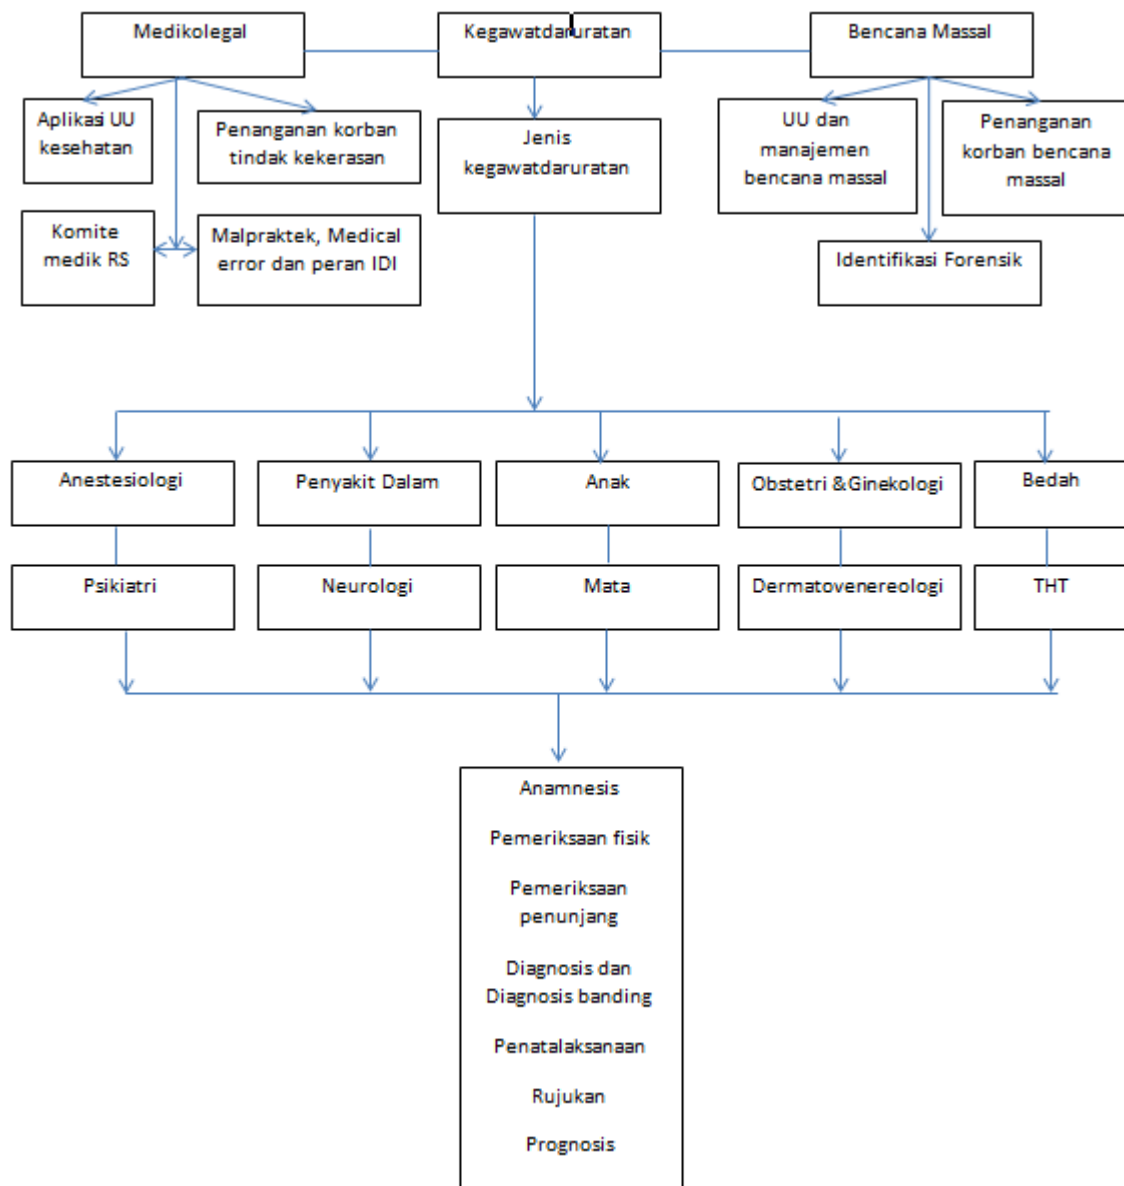 Medikolegal
Kegawatdaruratan
Bencana Massal
Aplikasi UU
kesehatan
Penanganan korban
tindak kekerasan
Jenis
kegawatdaruratan
UU dan
manajemen
bencana massal
Penanganan
korban bencana
massal
Komite
medik RS
Malpraktek, Medical
error dan peran IDI
Identifikasi Forensik
Anestesiologi
Penyakit Dalam
Anak
Obstetri &Ginekologi
Bedah
Psikiatri
Neurologi
Mata
Dermatovenereologi
THT
Anamnesis
Pemeriksaan fisik
Pemeriksaan
penunjang
Diagnosis dan
Diagnosis banding
Penatalaksanaan
Rujukan
Prognosis